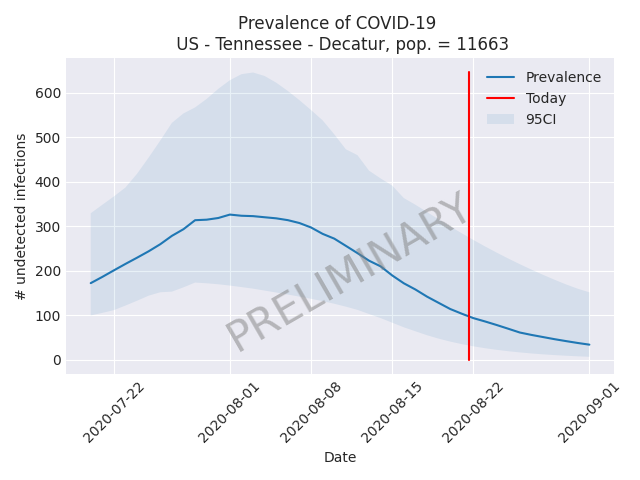 Prevalence of COVID-19
US - Tennessee - Decatur, pop. = 11663
# undetected infections
600
500
400
300
200
100
0
Prevalence
Today
95CI
PRELIMINARY
2020-07-22
2020-08-01
2020-08-08
2020-08-15
2020-08-22
2020-09-01
Date